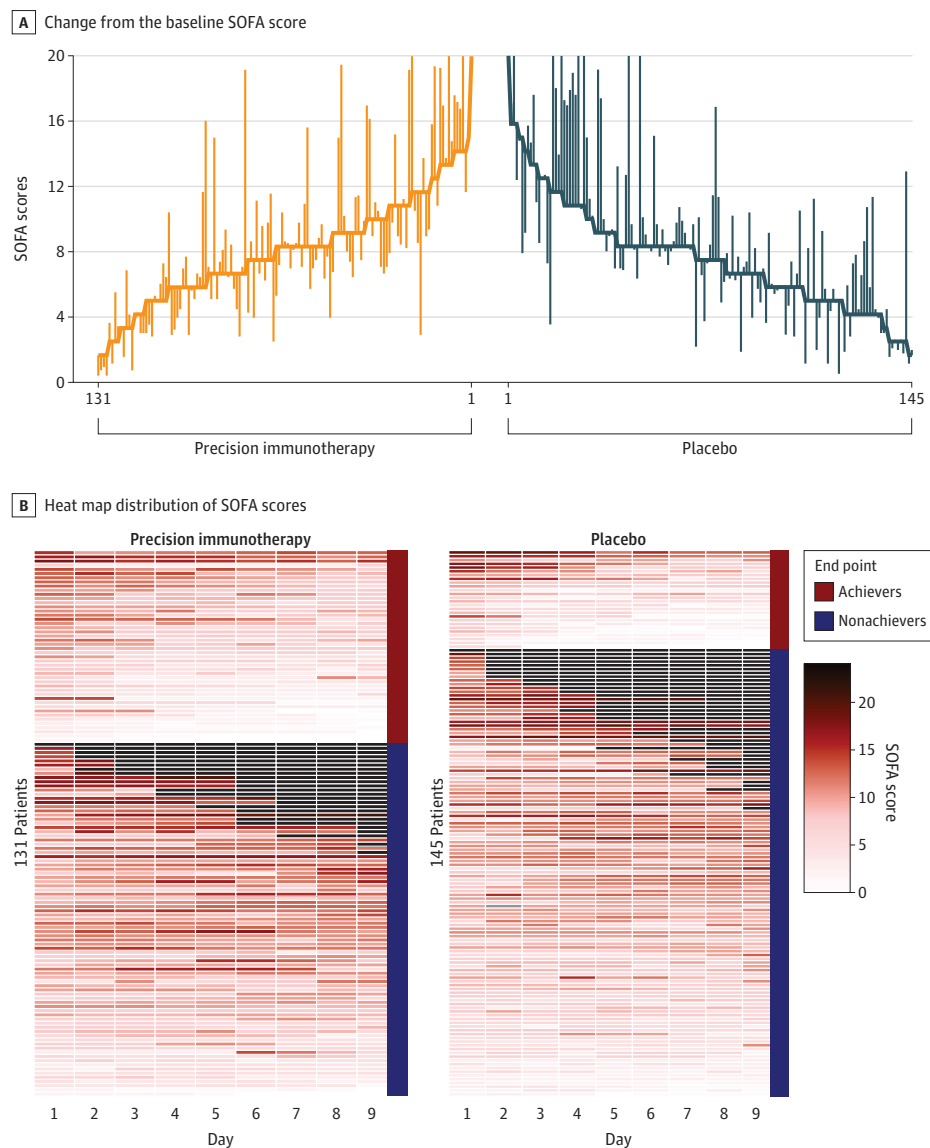 A Change from the baseline SOFA score
20
16
12
8
4
0
SOFA scores
131 1 1 145
Precision immunotherapy Placebo
B Heat map distribution of SOFA scores
Precision immunotherapy Placebo
End point
Achievers
Nonachievers
20
15
10
5
0
SOFA score
131 Patients
145 Patients
1 2 3 4 5 6 7 8 9 1 2 3 4 5 6 7 8 9
Day Day